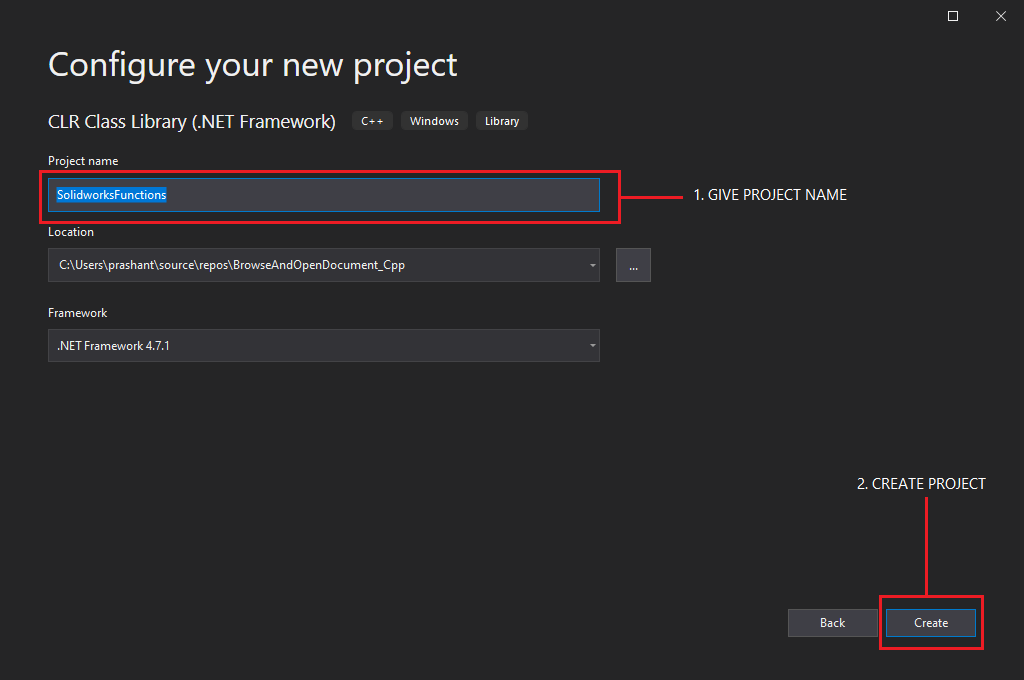 Configure your new project
CLR Class Library (.NET Framework) C++ Windows Library
Project name
SolidworksFunctions
1. GIVE PROJECT NAME
Location
C:\Users\prashant\source\repos\BrowseAndOpenDocument_Cpp
...
Framework
.NET Framework 4.7.1
2. CREATE PROJECT
Back Create